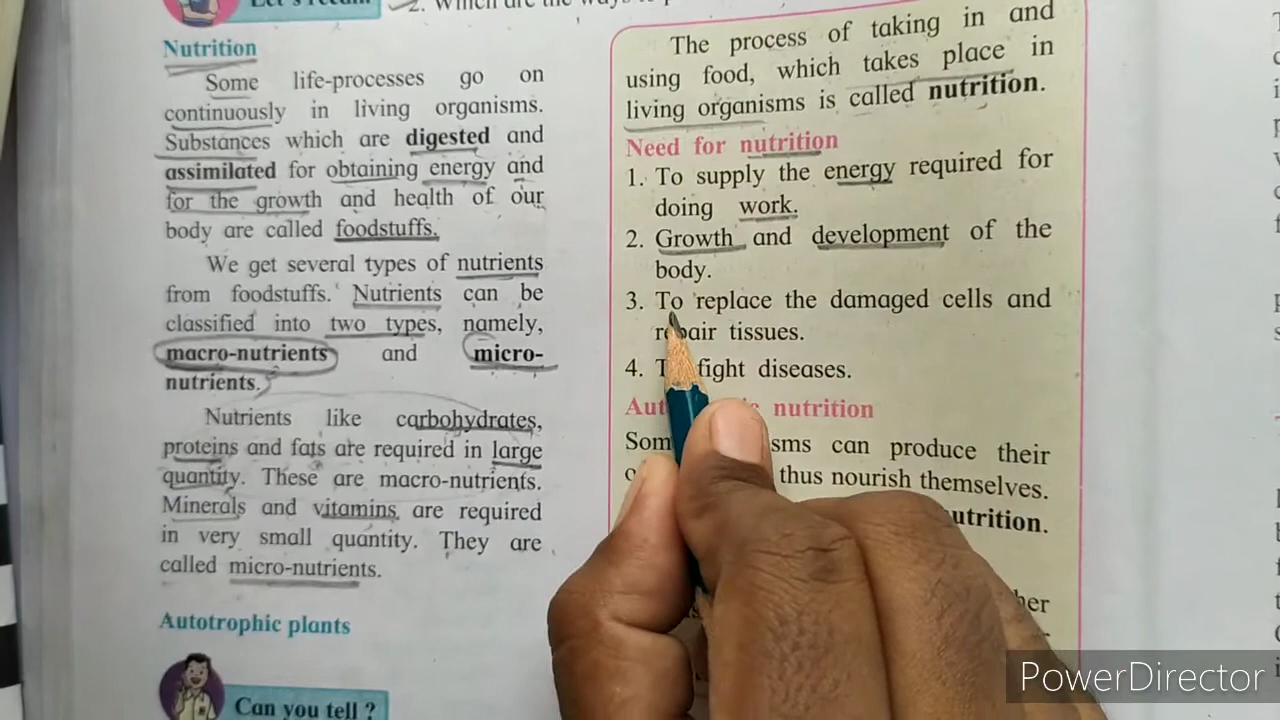 2. Which are the ways to p
Nutrition
Some life-processes go on
continuously in living organisms.
Substances which are digested and
assimilated for obtaining energy and
for the growth and health of our
body are called foodstuffs.
We get several types of nutrients
from foodstuffs. Nutrients can be
classified into two types, namely,
macro-nutrients and micro-
nutrients.
Nutrients like carbohydrates,
proteins and fats are required in large
quantity. These are macro-nutrients.
Minerals and vitamins are required
in very small quantity. They are
called micro-nutrients.
Autotrophic plants
Can you tell ?
The process of taking in and
using food, which takes place in
living organisms is called nutrition.
Need for nutrition
1. To supply the energy required for
doing work.
2. Growth and development of the
body.
3. To replace the damaged cells and
repair tissues.
4. fight diseases.
nutrition
can produce their
thus nourish themselves.
nutrition.
PowerDirector